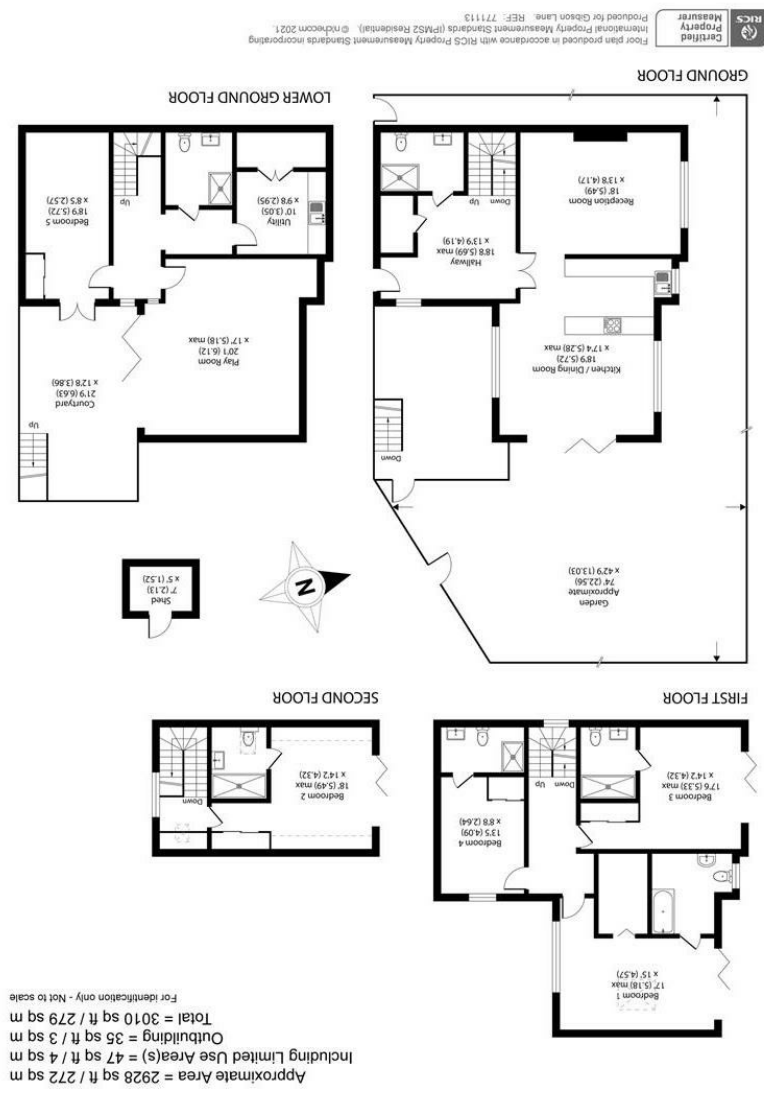 Approximate Area = 2928 sq ft / 272 sq m
Including Limited Use Area(s) = 47 sq ft / 4 sq m
Outbuilding = 35 sq ft / 3 sq m
Total = 3010 sq ft / 279 sq m
For identification only - Not to scale
Bedroom 1
17' (5.18) max
x 15' (4.57)
Bedroom 4
13'5 (4.09)
x 8'8 (2.64)
Bedroom 3
17'6 (5.33) max
x 14'2 (4.32)
Up
Down
FIRST FLOOR
Bedroom 2
18' (5.49) max
x 14'2 (4.32)
Down
SECOND FLOOR
Garden
74' (22.56)
Approximate
x 42'9 (13.03)
Shed
7' (2.13)
x 5' (1.52)
N
Down
Kitchen / Dining Room
18'9 (5.72)
x 17'4 (5.28) max
Hallway
18'8 (5.69)
x 13'9 (4.19) max
Reception Room
18' (5.49)
x 13'8 (4.17)
Up
Down
GROUND FLOOR
Up
Courtyard
21'9 (6.63)
x 12'8 (3.86)
Play Room
20'1 (6.12)
x 17' (5.18) max
Utility
10' (3.05)
x 9'8 (2.95)
Bedroom 5
18'9 (5.72)
x 8'5 (2.57)
Up
LOWER GROUND FLOOR
RICS
Certified
Property
Measurer
Floor plan produced in accordance with RICS Property Measurement Standards incorporating
International Property Measurement Standards (IPMS2 Residential). © nichecom 2021.
Produced for Gibson Lane. REF: 771113